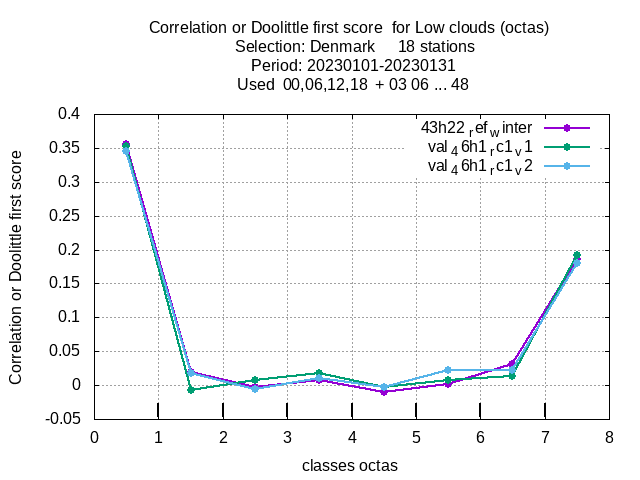 Correlation or Doolittle first score  for Low clouds (octas)
Selection: Denmark     18 stations
Period: 20230101-20230131
Used  00,06,12,18  + 03 06 ... 48
43h22_ref_winter
val_46h1_rc1_v1
val_46h1_rc1_v2
Correlation or Doolittle first score
0.4
0.35
0.3
0.25
0.2
0.15
0.1
0.05
0
-0.05
0 1 2 3 4 5 6 7 8
classes octas